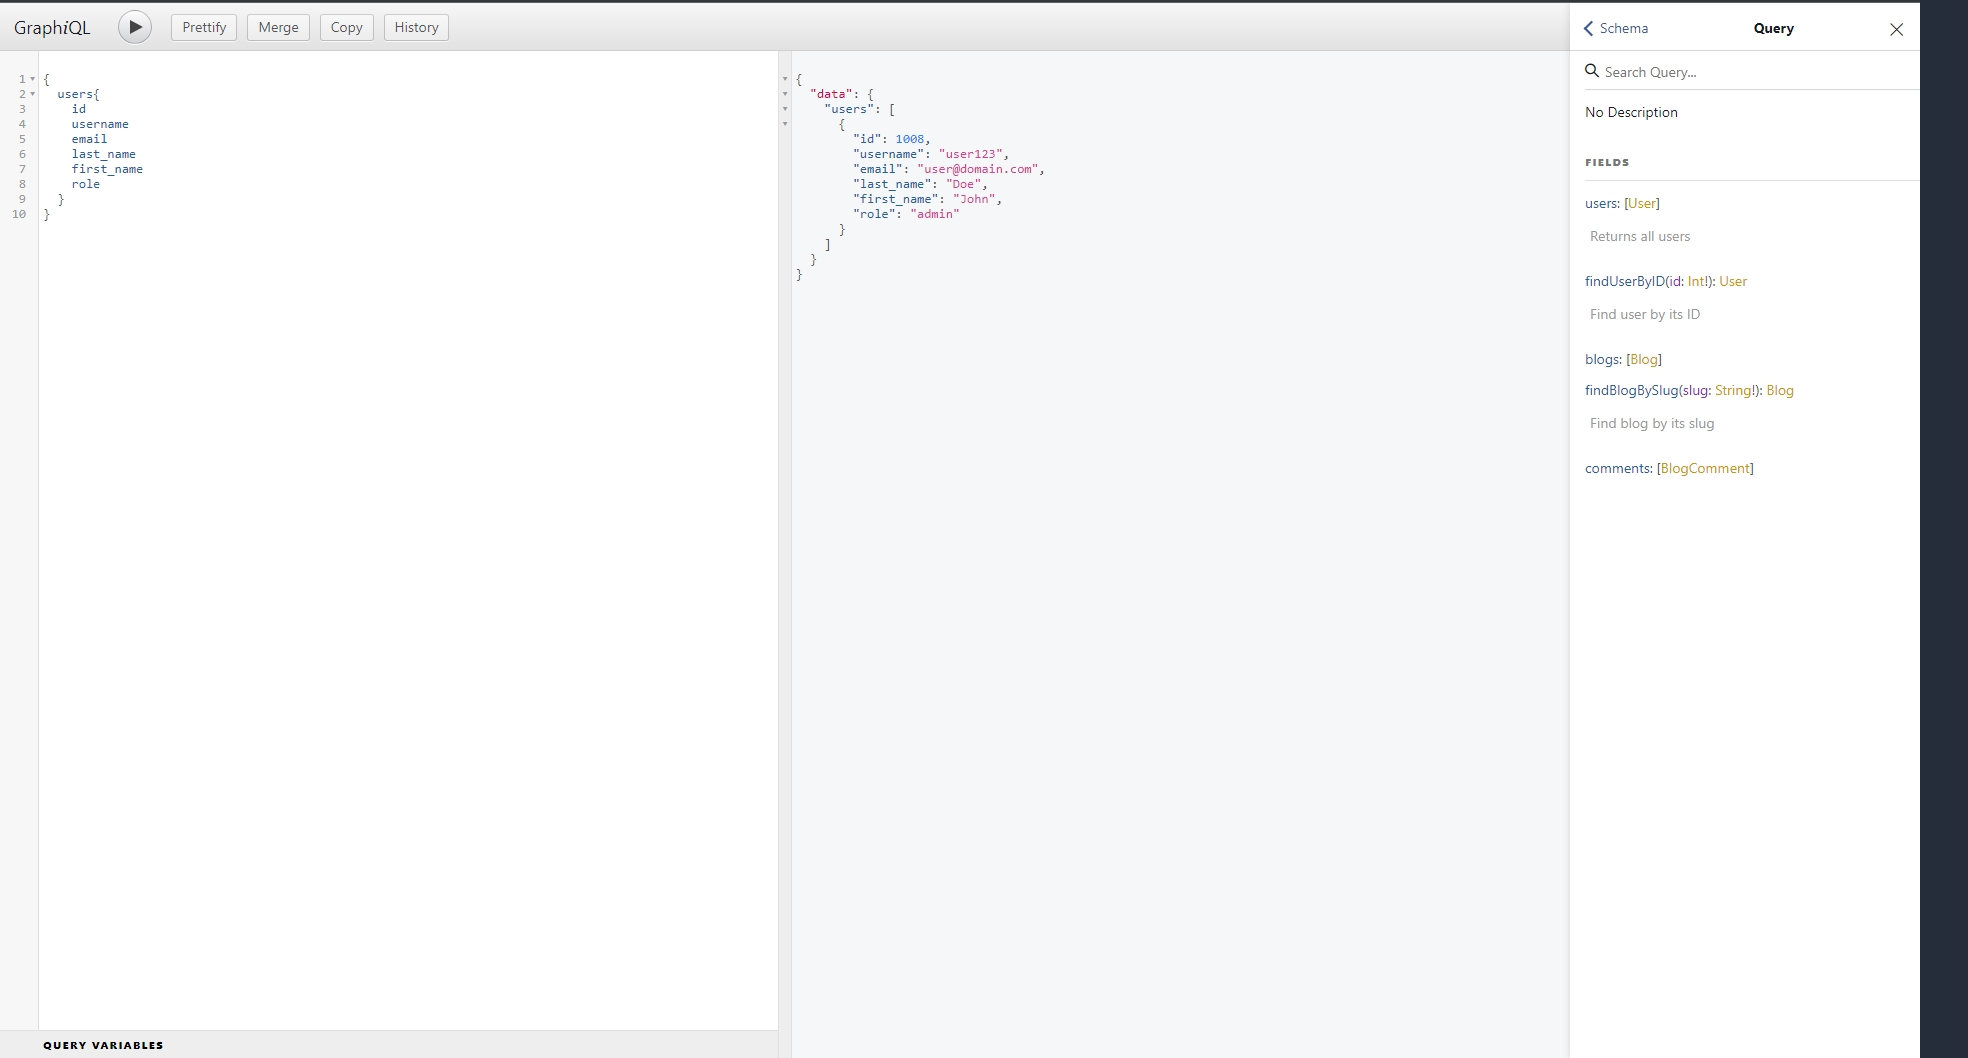 GraphiQL Prettify Merge Copy History
1 {
2 users{
3 id
4 username
5 email
6 last_name
7 first_name
8 role
9 }
10 }
QUERY VARIABLES
{
"data": {
"users": [
{
"id": 1008,
"username": "user123",
"email": "user@domain.com",
"last_name": "Doe",
"first_name": "John",
"role": "admin"
}
]
}
}
Schema Query
Search Query...
No Description
FIELDS
users: [User]
Returns all users
findUserByID(id: Int!): User
Find user by its ID
blogs: [Blog]
findBlogBySlug(slug: String!): Blog
Find blog by its slug
comments: [BlogComment]